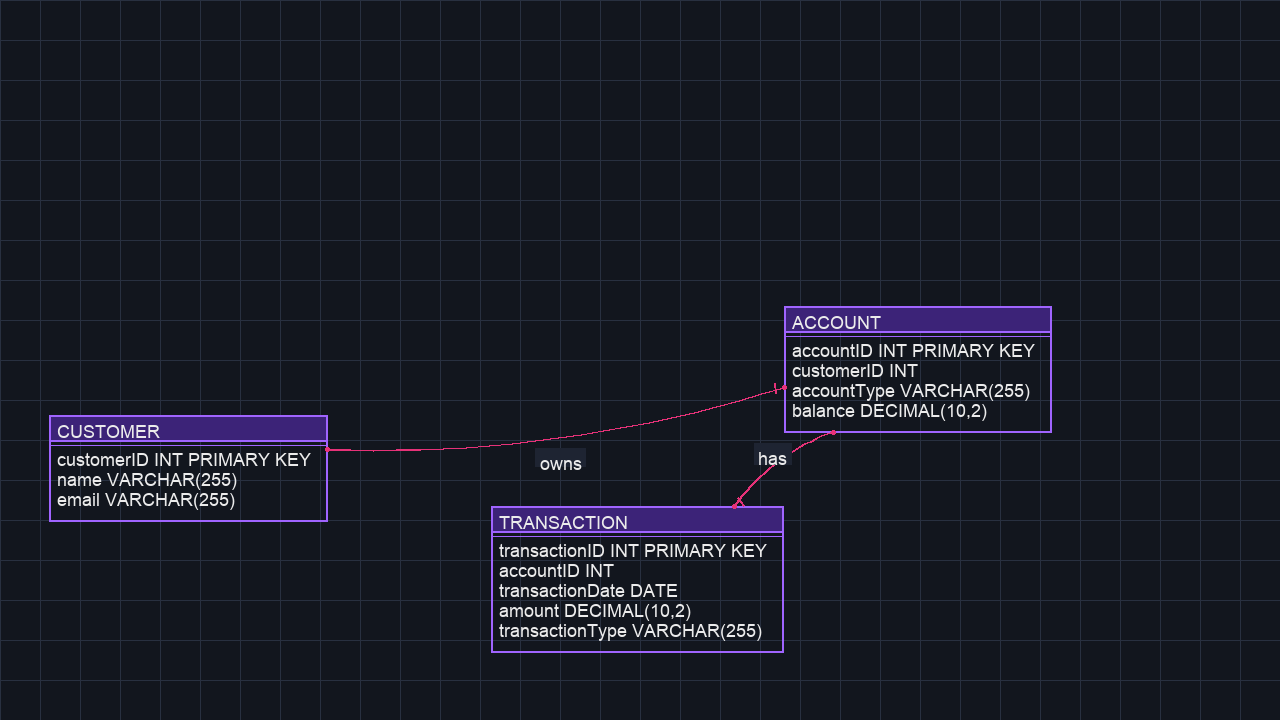 ACCOUNT
accountID INT PRIMARY KEY
customerID INT
accountType VARCHAR(255)
balance DECIMAL(10,2)
CUSTOMER
customerID INT PRIMARY KEY
name VARCHAR(255)
email VARCHAR(255)
owns
has
TRANSACTION
transactionID INT PRIMARY KEY
accountID INT
transactionDate DATE
amount DECIMAL(10,2)
transactionType VARCHAR(255)